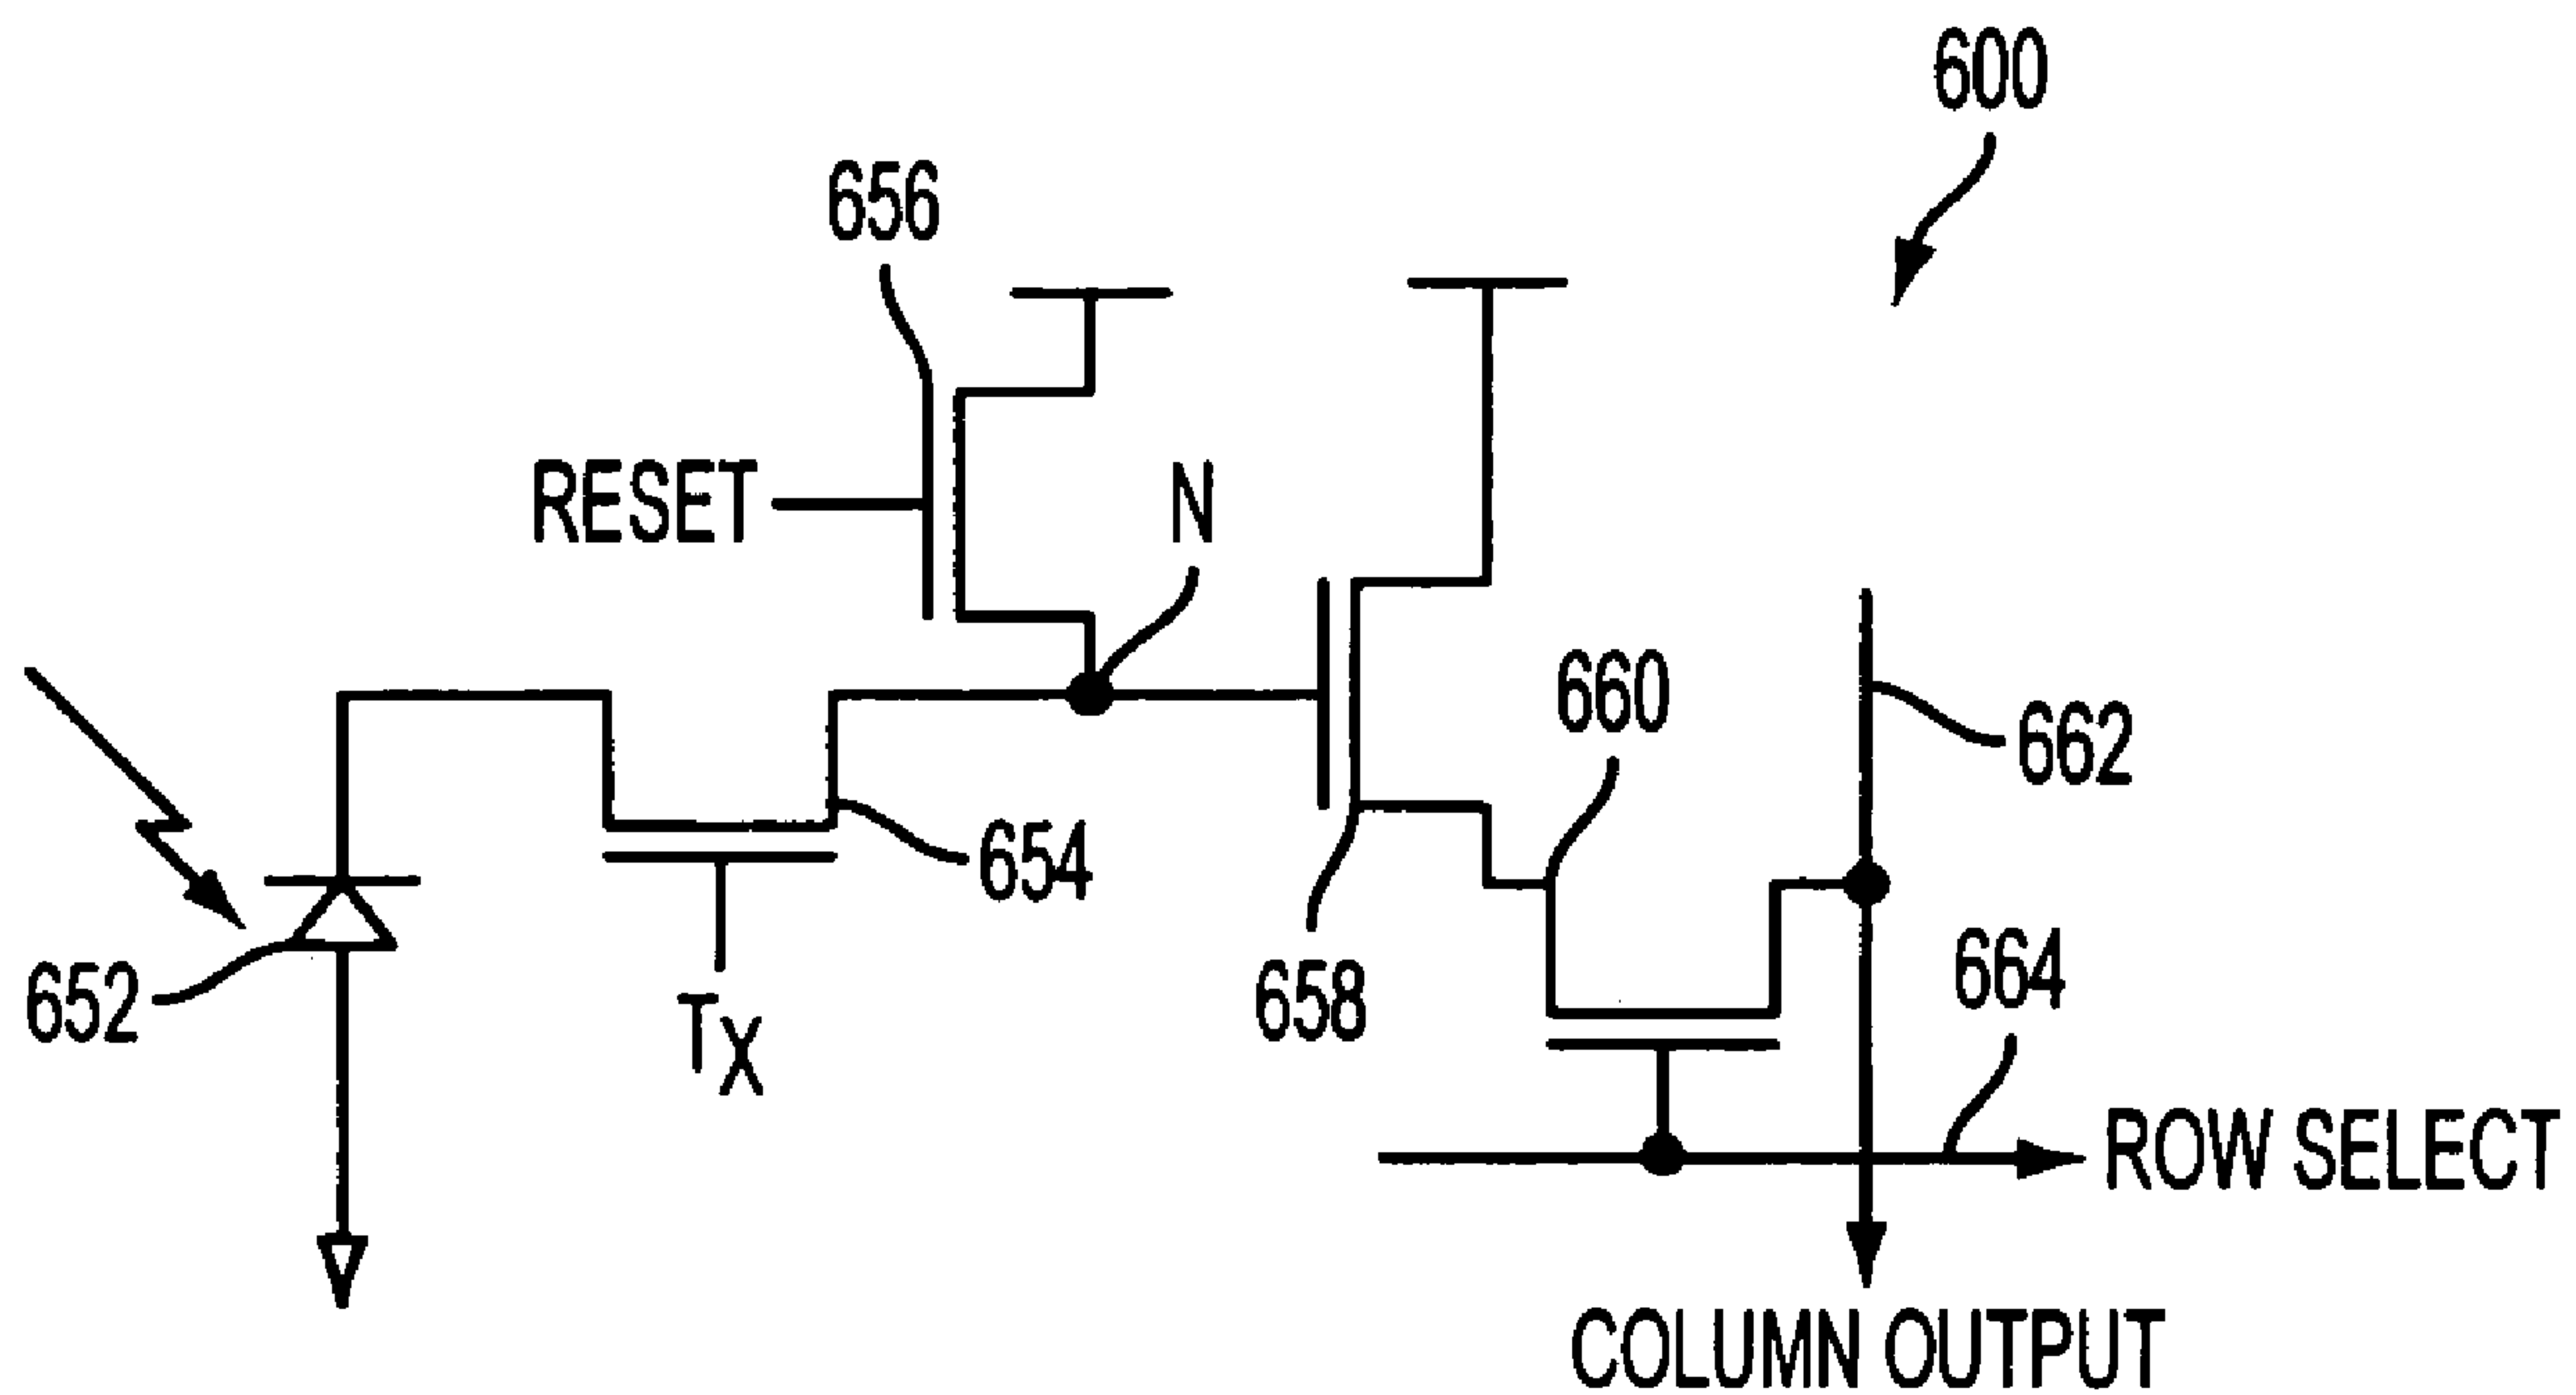 600
656
RESET
N
660
662
654
652
TX
658
664
ROW SELECT
COLUMN OUTPUT